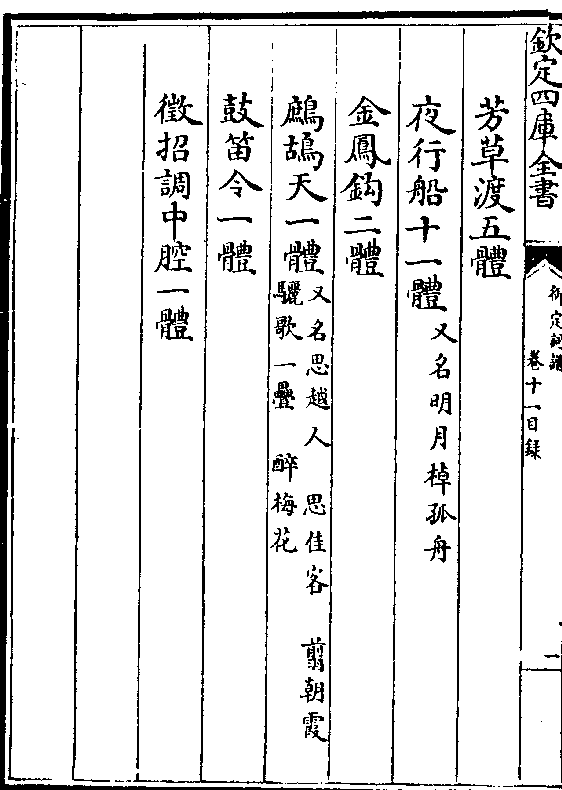 欽定四庫全書
御定詞譜
卷十一目録
一
芳草渡五體
夜行船十一體 又名明月棹孤舟
金鳳鈎二體
鷓鴣天一體 又名思越人 思佳客 翦朝霞
驪歌一疊 醉梅花
鼓笛令一體
徵招調中腔一體